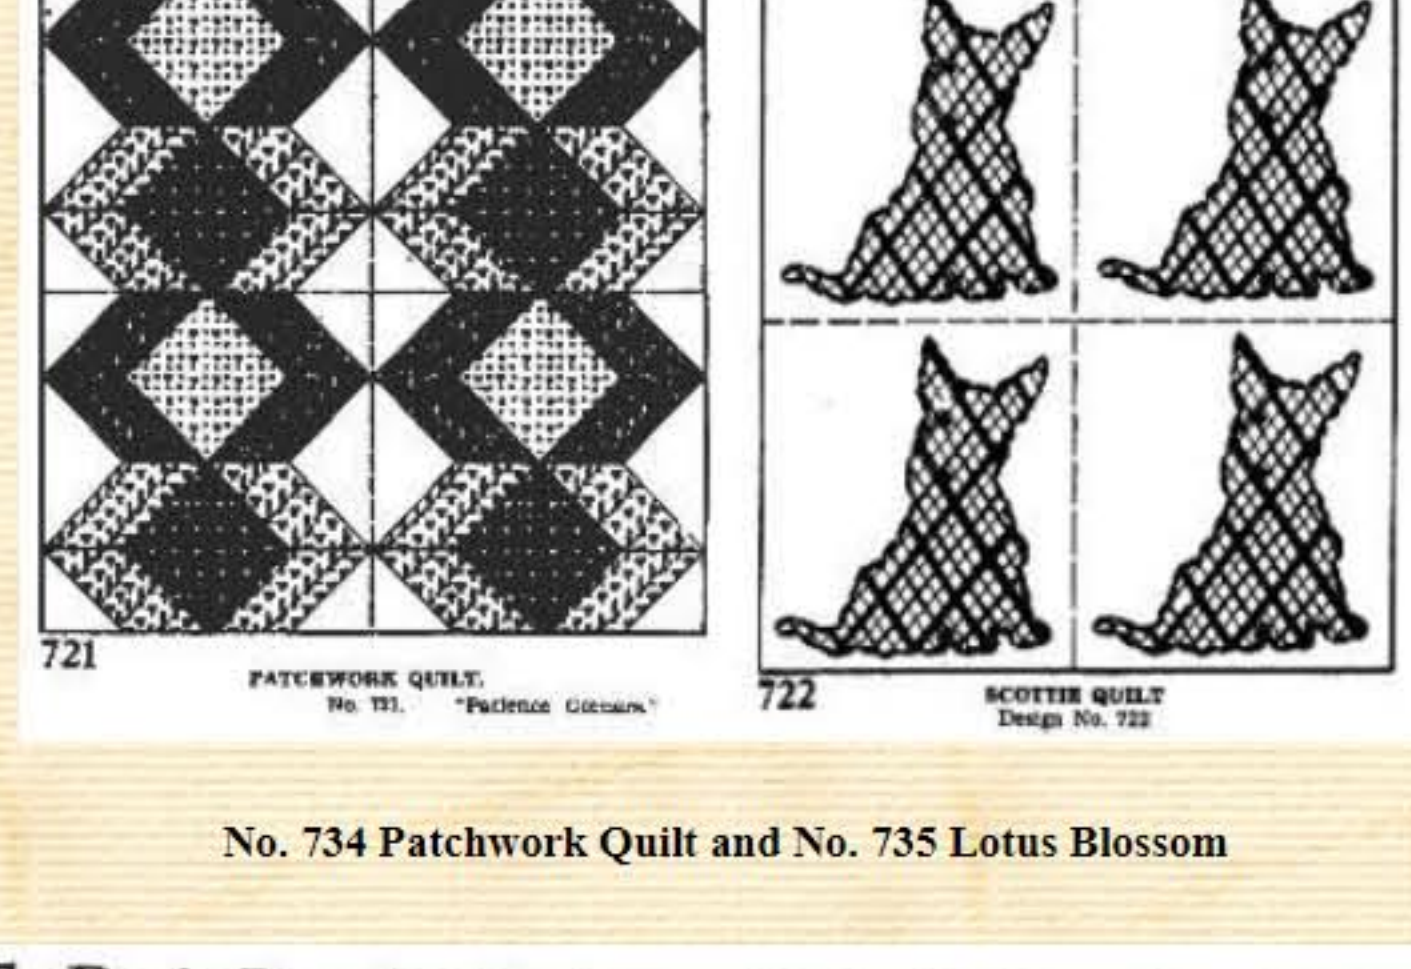 721
PATCHWORK QUILT.
No. 721. "Patience
722
SCOTTIE QUILT
Design No. 722
No. 734 Patchwork Quilt and No. 735 Lotus Blossom